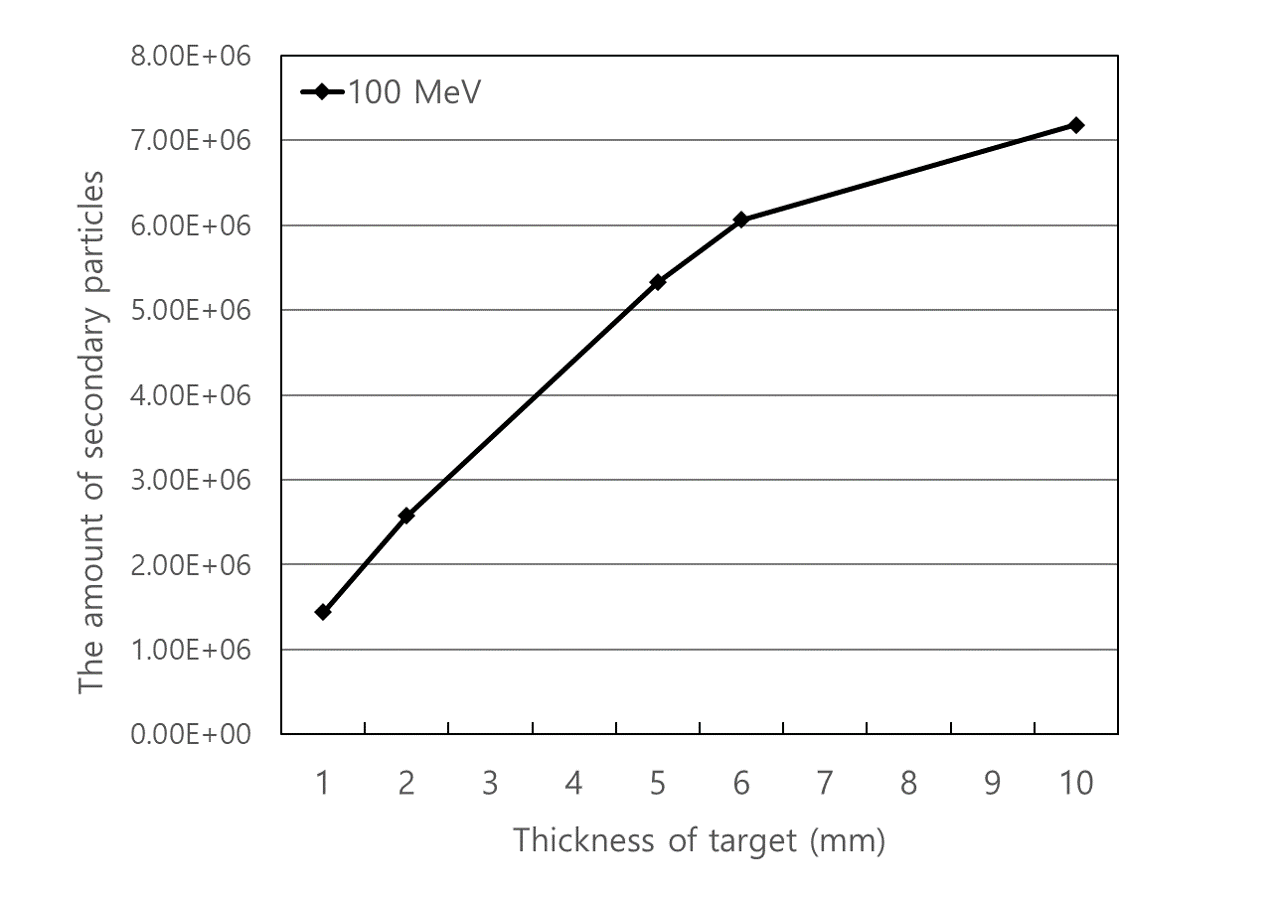 8.00E+06
100 MeV
7.00E+06
6.00E+06
5.00E+06
4.00E+06
3.00E+06
2.00E+06
1.00E+06
0.00E+00
The amount of secondary particles
1 2 3 4 5 6 7 8 9 10
Thickness of target (mm)